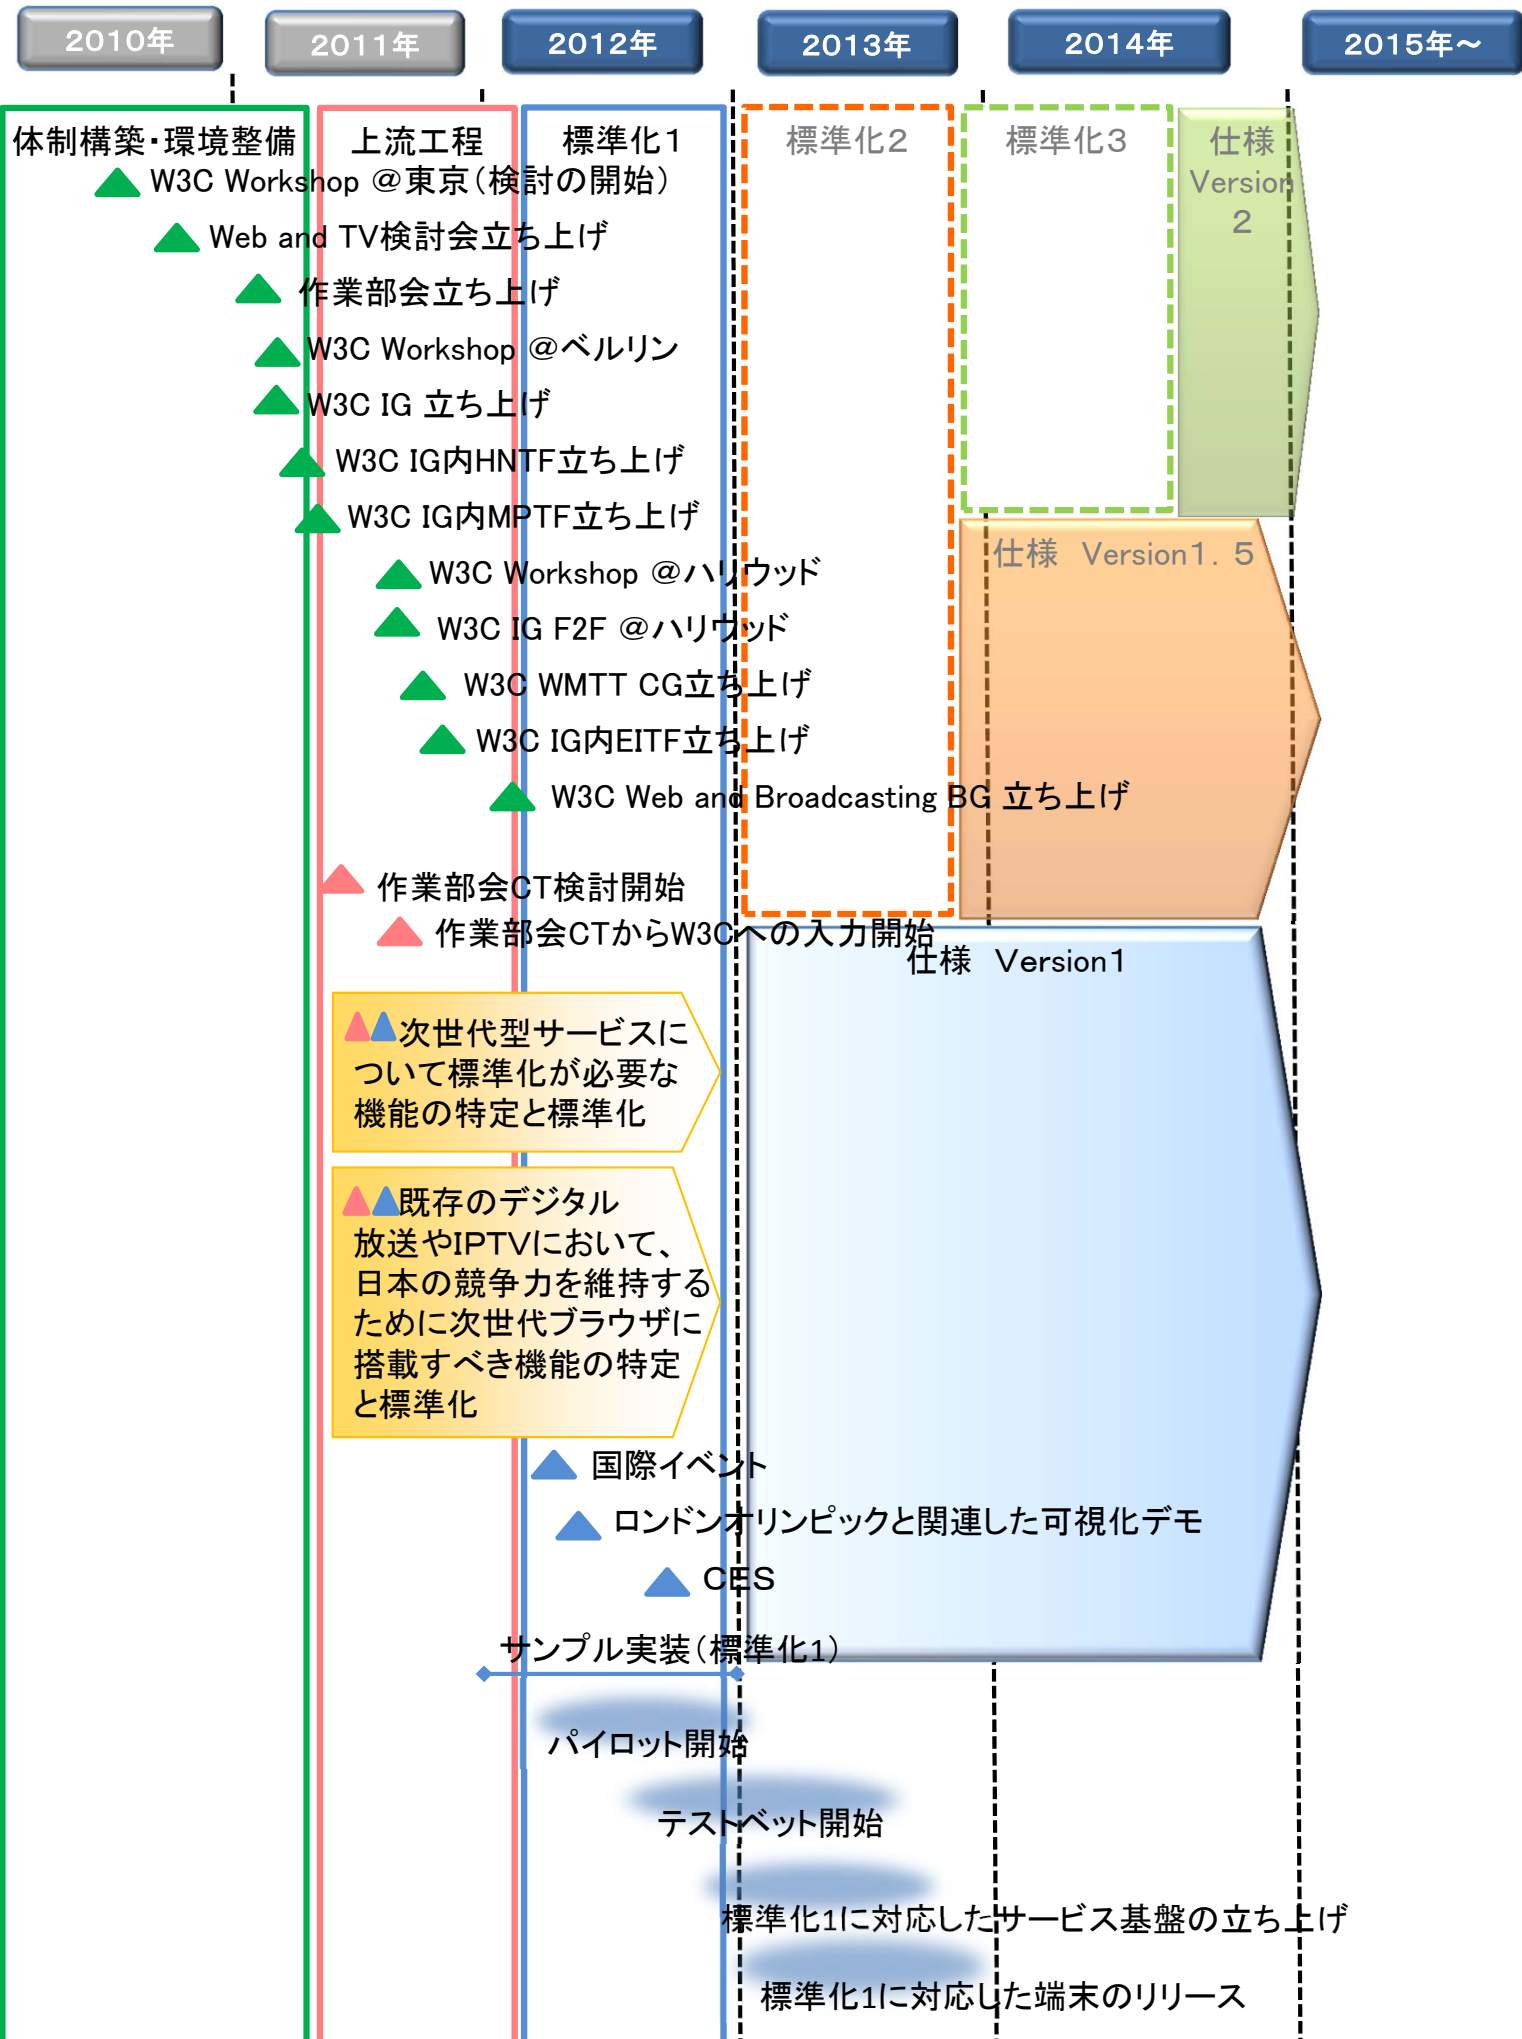 2010年
2011年
2012年
2013年
2014年
2015年～
体制構築・環境整備
上流工程
標準化1
標準化2
標準化3
仕様
Version
2
W3C Workshop ＠東京（検討の開始）
Web and TV検討会立ち上げ
作業部会立ち上げ
W3C Workshop ＠ベルリン
W3C IG 立ち上げ
W3C IG内HNTF立ち上げ
W3C IG内MPTF立ち上げ
仕様　Version1．5
W3C Workshop ＠ハリウッド
W3C IG F2F ＠ハリウッド
W3C WMTT CG立ち上げ
W3C IG内EITF立ち上げ
W3C Web and Broadcasting BG 立ち上げ
作業部会CT検討開始
作業部会CTからW3Cへの入力開始
仕様　Version1
次世代型サービスに
ついて標準化が必要な
機能の特定と標準化
既存のデジタル
放送やIPTVにおいて、
日本の競争力を維持する
ために次世代ブラウザに
搭載すべき機能の特定
と標準化
国際イベント
ロンドンオリンピックと関連した可視化デモ
CES
サンプル実装（標準化1）
パイロット開始
テストベット開始
標準化1に対応したサービス基盤の立ち上げ
標準化1に対応した端末のリリース